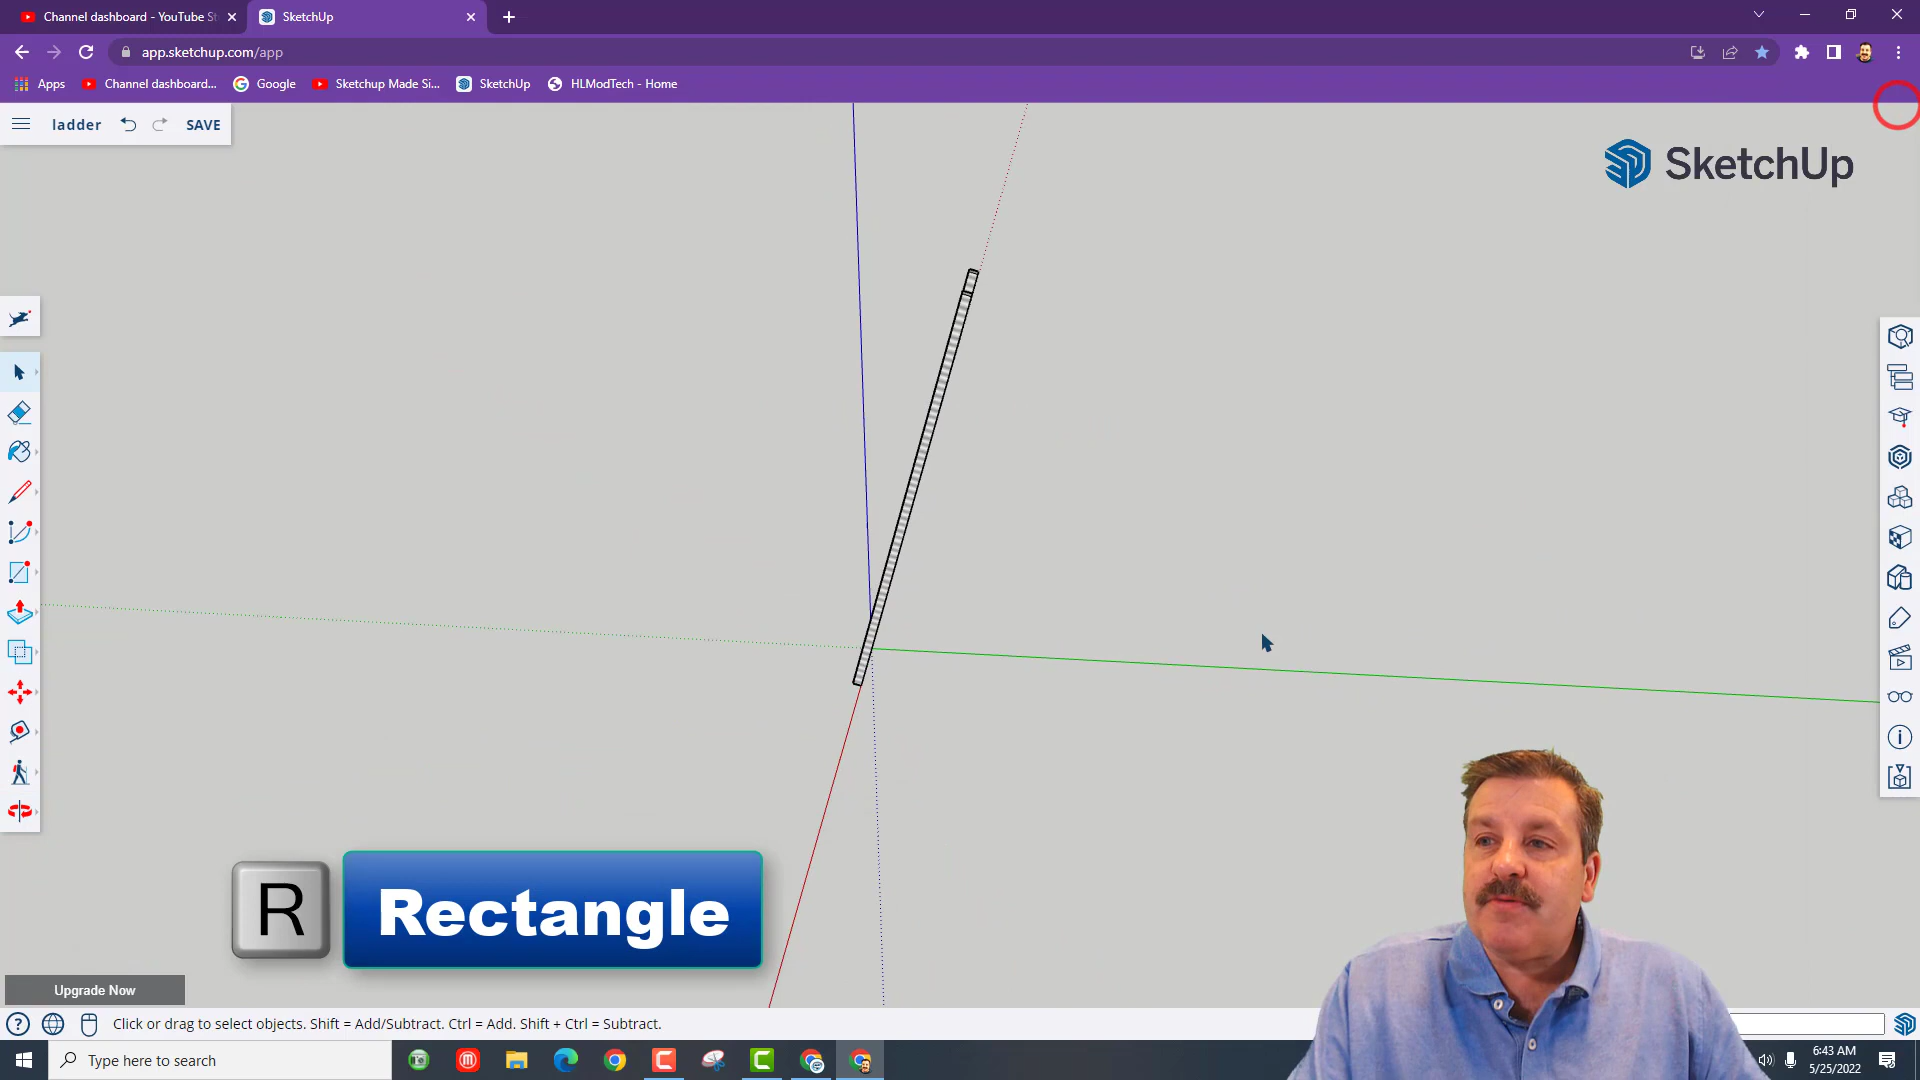 Channel dashboard - YouTube St
SketchUp
app.sketchup.com/app
Apps
Channel dashboard...
Google
Sketchup Made Si...
SketchUp
HLModTech - Home
ladder
SAVE
SketchUp
R
Rectangle
Upgrade Now
Click or drag to select objects. Shift = Add/Subtract. Ctrl = Add. Shift + Ctrl = Subtract.
Type here to search
6:43 AM
5/25/2022